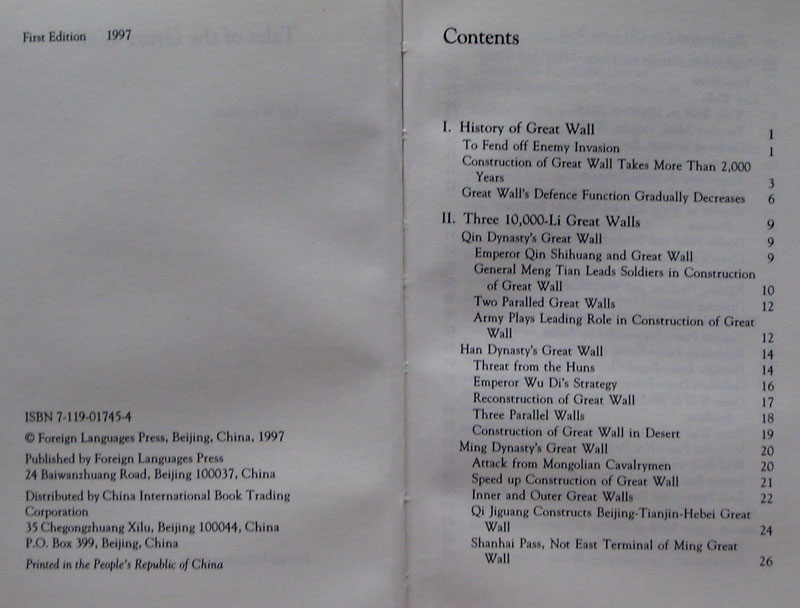 First Edition 1997
ISBN 7-119-01745-4
© Foreign Languages Press, Beijing, China, 1997
Published by Foreign Languages Press
24 Baiwanzhuang Road, Beijing 100037, China
Distributed by China International Book Trading
Corporation
35 Chegongzhuang Xilu, Beijing 100044, China
P.O. Box 399, Beijing, China
Printed in the People's Republic of China
Contents
I. History of Great Wall 1
To Fend off Enemy Invasion 1
Construction of Great Wall Takes More Than 2,000
Years 3
Great Wall's Defence Function Gradually Decreases 6
II. Three 10,000-Li Great Walls 9
Qin Dynasty's Great Wall 9
Emperor Qin Shihuang and Great Wall 9
General Meng Tian Leads Soldiers in Construction
of Great Wall 10
Two Paralled Great Walls 12
Army Plays Leading Role in Construction of Great
Wall 12
Han Dynasty's Great Wall 14
Threat from the Huns 14
Emperor Wu Di's Strategy 16
Reconstruction of Great Wall 17
Three Parallel Walls 18
Construction of Great Wall in Desert 19
Ming Dynasty's Great Wall 20
Attack from Mongolian Cavalrymen 20
Speed up Construction of Great Wall 21
Inner and Outer Great Walls 22
Qi Jiguang Constructs Beijing-Tianjin-Hebei Great
Wall 24
Shanhai Pass, Not East Terminal of Ming Great
Wall 26